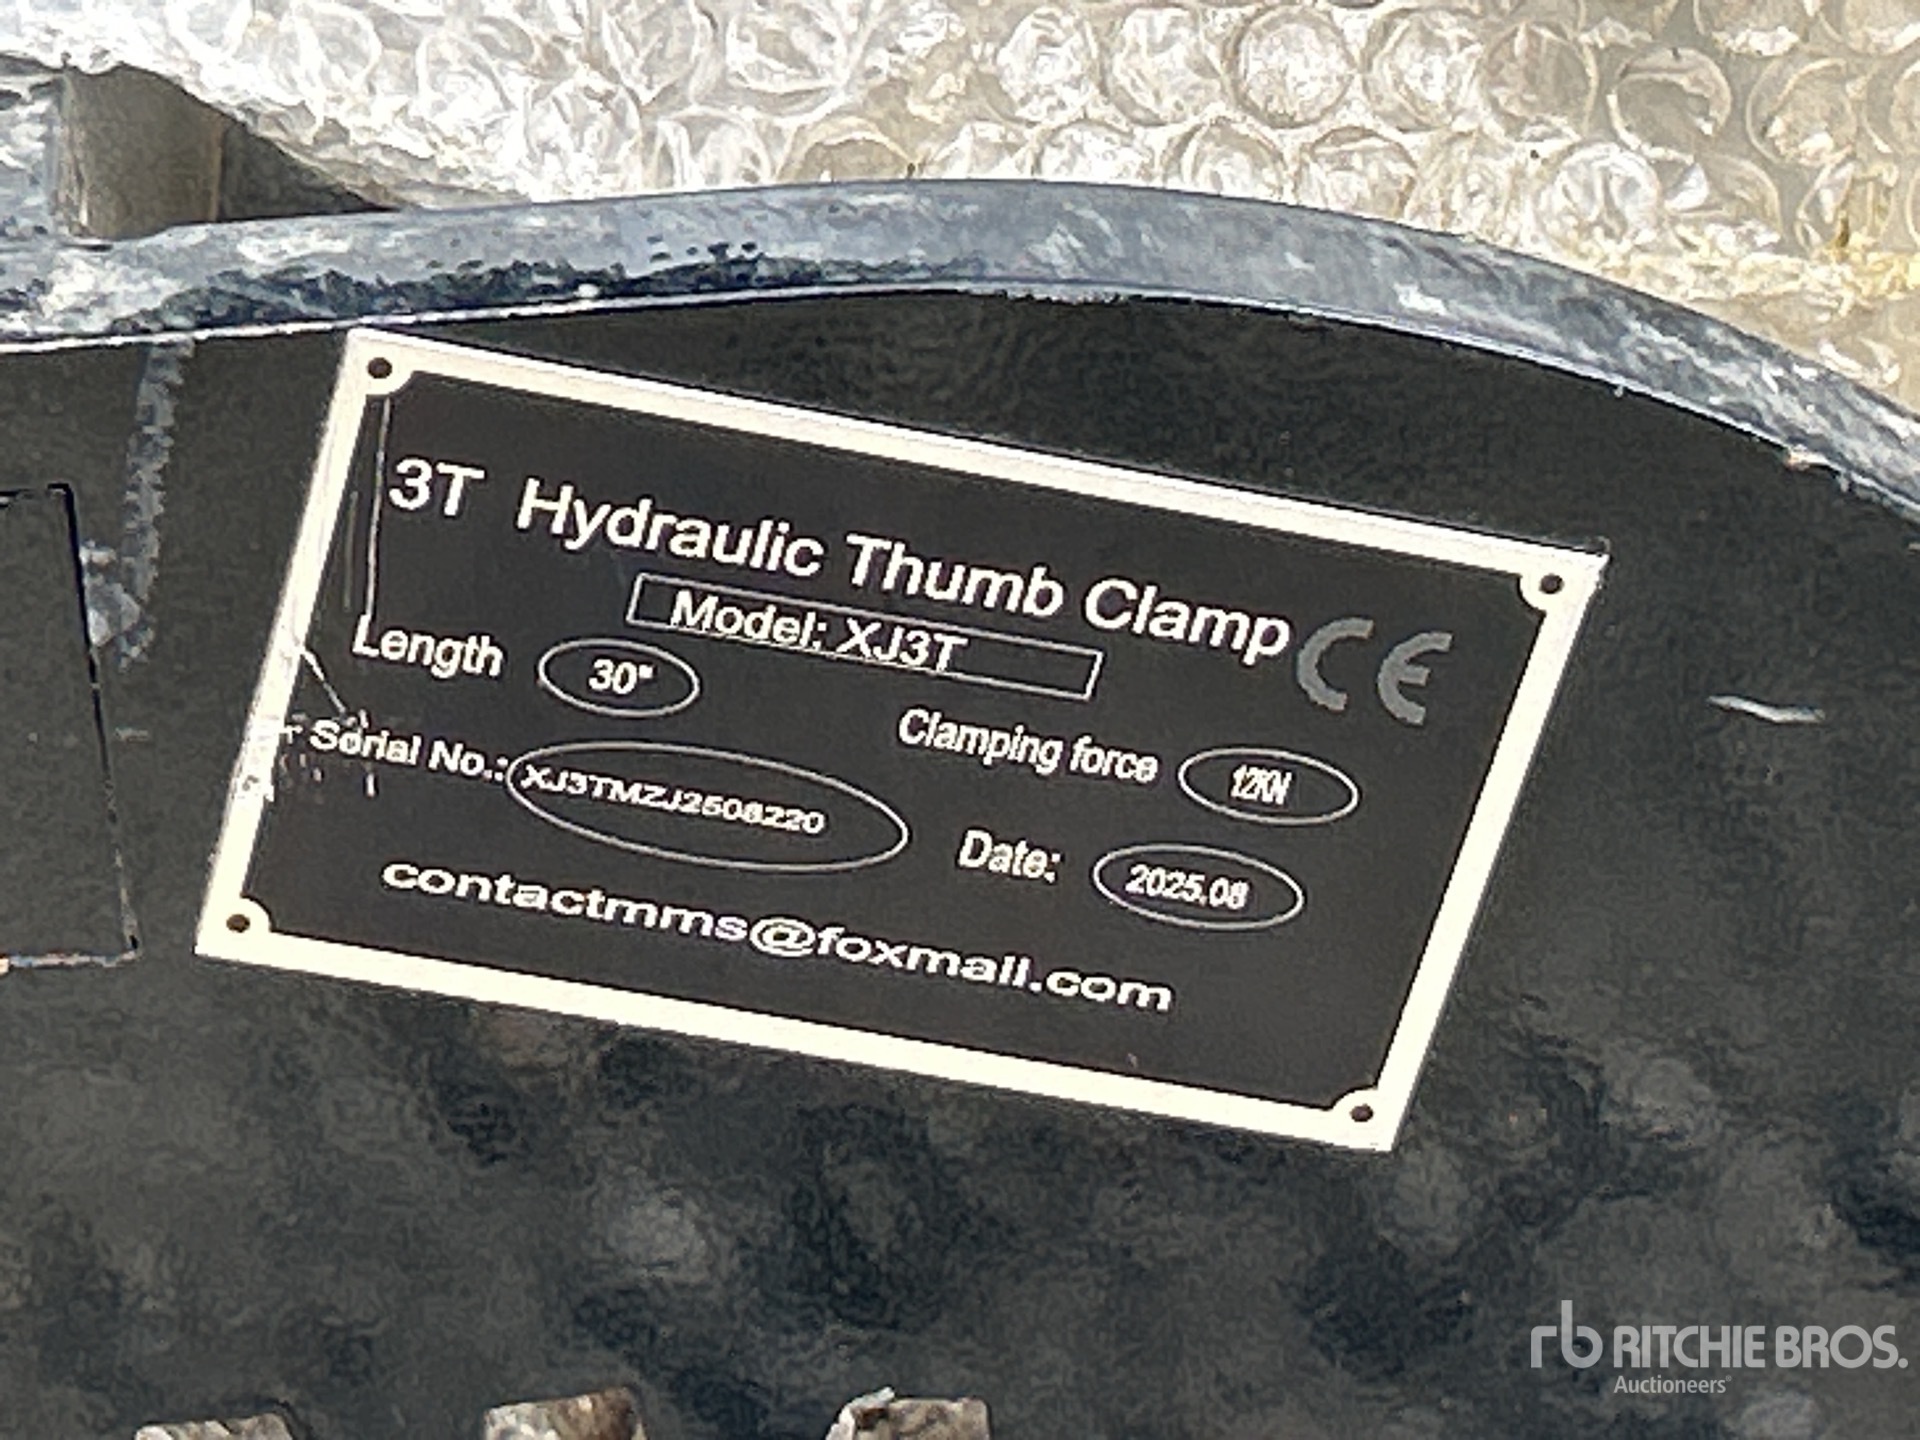 3T Hydraulic Thumb Clamp CE
Model: XJ3T
Length 30"
Clamping force 12KN
Serial No.: XJ3TMZJ2508220
Date: 2025.08
contactmms@foxmail.com
rb RITCHIE BROS.
Auctioneers